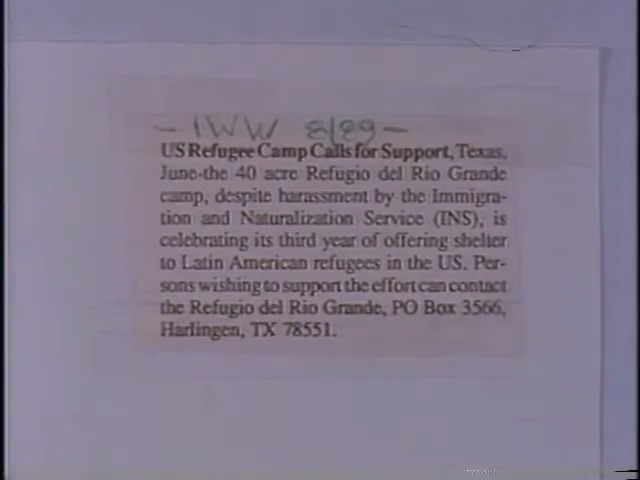 - IWW 8/89 -
US Refugee Camp Calls for Support, Texas,
June-the 40 acre Refugio del Rio Grande
camp, despite harassment by the Immigra-
tion and Naturalization Service (INS), is
celebrating its third year of offering shelter
to Latin American refugees in the US. Per-
sons wishing to support the effort can contact
the Refugio del Rio Grande, PO Box 3566,
Harlingen, TX 78551.